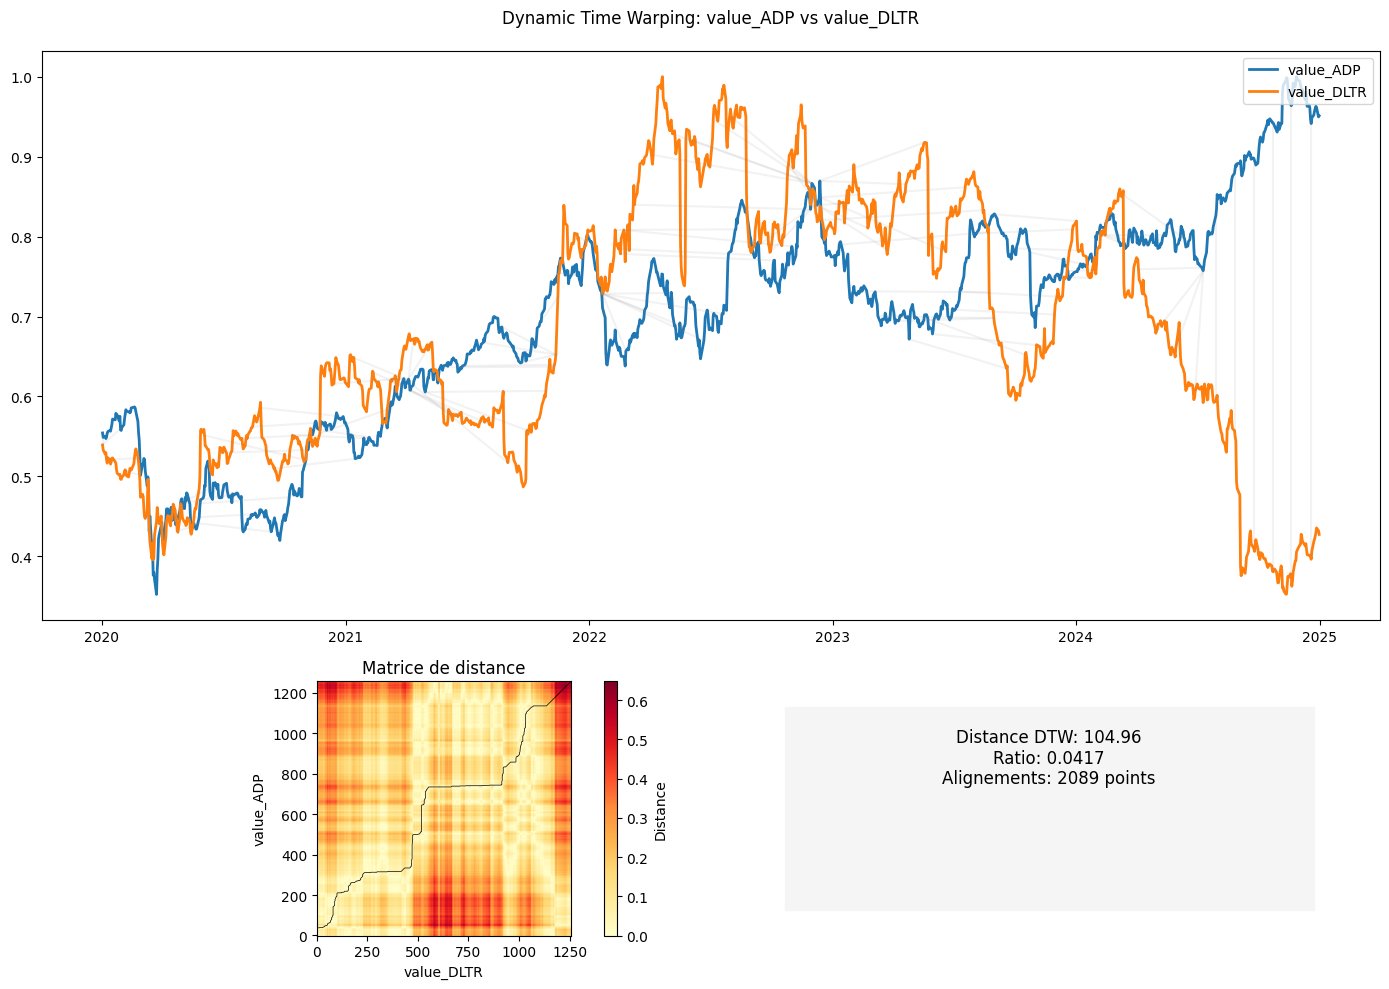 Dynamic Time Warping: value_ADP vs value_DLTR
1.0
0.9
0.8
0.7
0.6
0.5
0.4
value_ADP
value_DLTR
2020 2021 2022 2023 2024 2025
Matrice de distance
1200
1000
800
600
400
200
0
value_ADP
0 250 500 750 1000 1250
value_DLTR
0.6
0.5
0.4
0.3
0.2
0.1
0.0
Distance
Distance DTW: 104.96
Ratio: 0.0417
Alignements: 2089 points